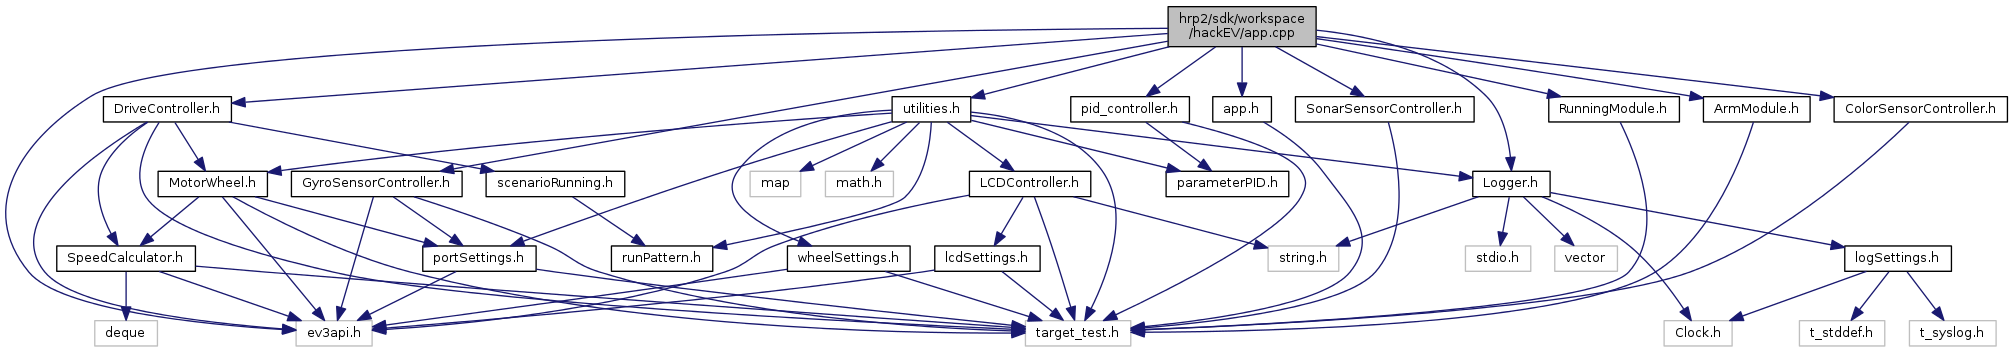 hrp2/sdk/workspace
/hackEV/app.cpp
DriveController.h
utilities.h
pid_controller.h
app.h
SonarSensorController.h
RunningModule.h
ArmModule.h
ColorSensorController.h
MotorWheel.h
GyroSensorController.h
scenarioRunning.h
map
math.h
LCDController.h
parameterPID.h
Logger.h
SpeedCalculator.h
portSettings.h
runPattern.h
wheelSettings.h
lcdSettings.h
string.h
stdio.h
vector
logSettings.h
deque
ev3api.h
target_test.h
Clock.h
t_stddef.h
t_syslog.h